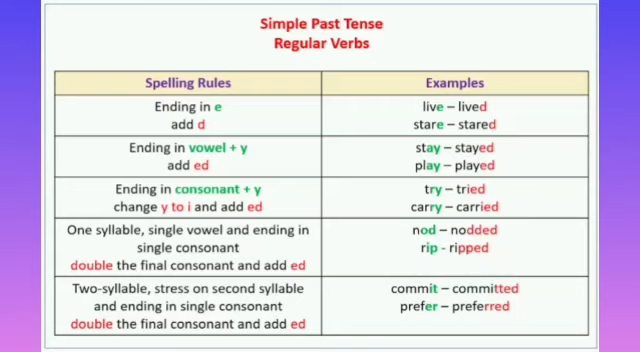 Simple Past Tense
Regular Verbs
Spelling Rules
Examples
Ending in e
add d
live – lived
stare – stared
Ending in vowel + y
add ed
stay – stayed
play – played
Ending in consonant + y
change y to i and add ed
try – tried
carry – carried
One syllable, single vowel and ending in
single consonant
double the final consonant and add ed
nod – nodded
rip - ripped
Two-syllable, stress on second syllable
and ending in single consonant
double the final consonant and add ed
commit – committed
prefer – preferred